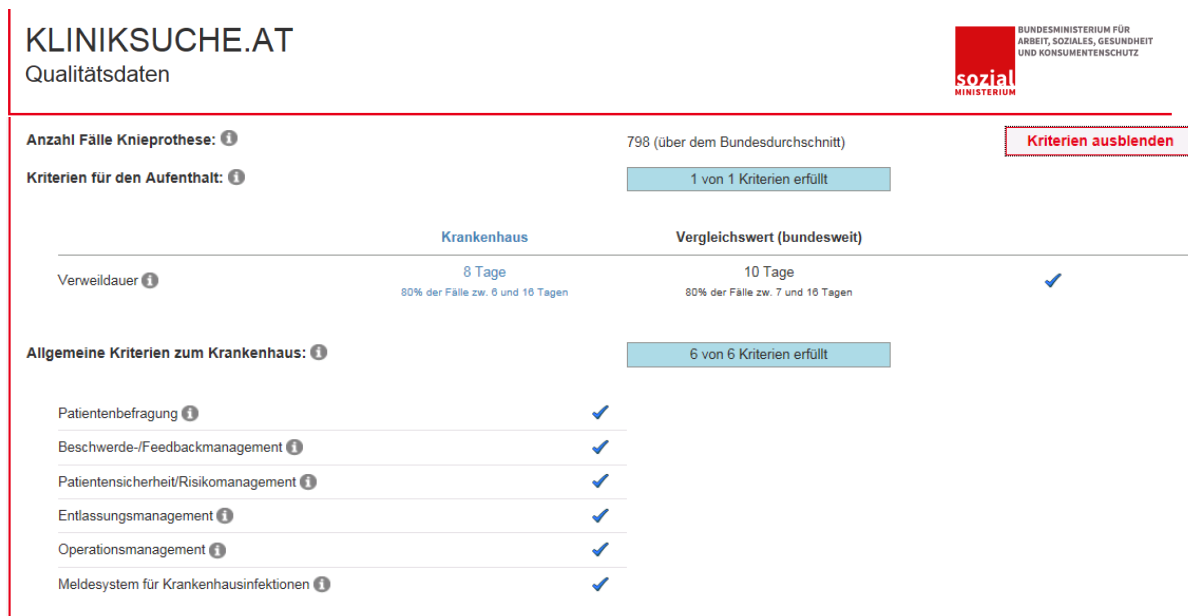 KLINIKSUCHE.AT
Qualitätsdaten
BUNDESMINISTERIUM FÜR
ARBEIT, SOZIALES, GESUNDHEIT
UND KONSUMENTENSCHUTZ
sozial
MINISTERIUM
Anzahl Fälle Knieprothese: 798 (über dem Bundesdurchschnitt) Kriterien ausblenden
Kriterien für den Aufenthalt: 1 von 1 Kriterien erfüllt
Krankenhaus Vergleichswert (bundesweit)
Verweildauer 8 Tage 10 Tage
80% der Fälle zw. 6 und 16 Tagen 80% der Fälle zw. 7 und 16 Tagen
Allgemeine Kriterien zum Krankenhaus: 6 von 6 Kriterien erfüllt
Patientenbefragung
Beschwerde-/Feedbackmanagement
Patientensicherheit/Risikomanagement
Entlassungsmanagement
Operationsmanagement
Meldesystem für Krankenhausinfektionen